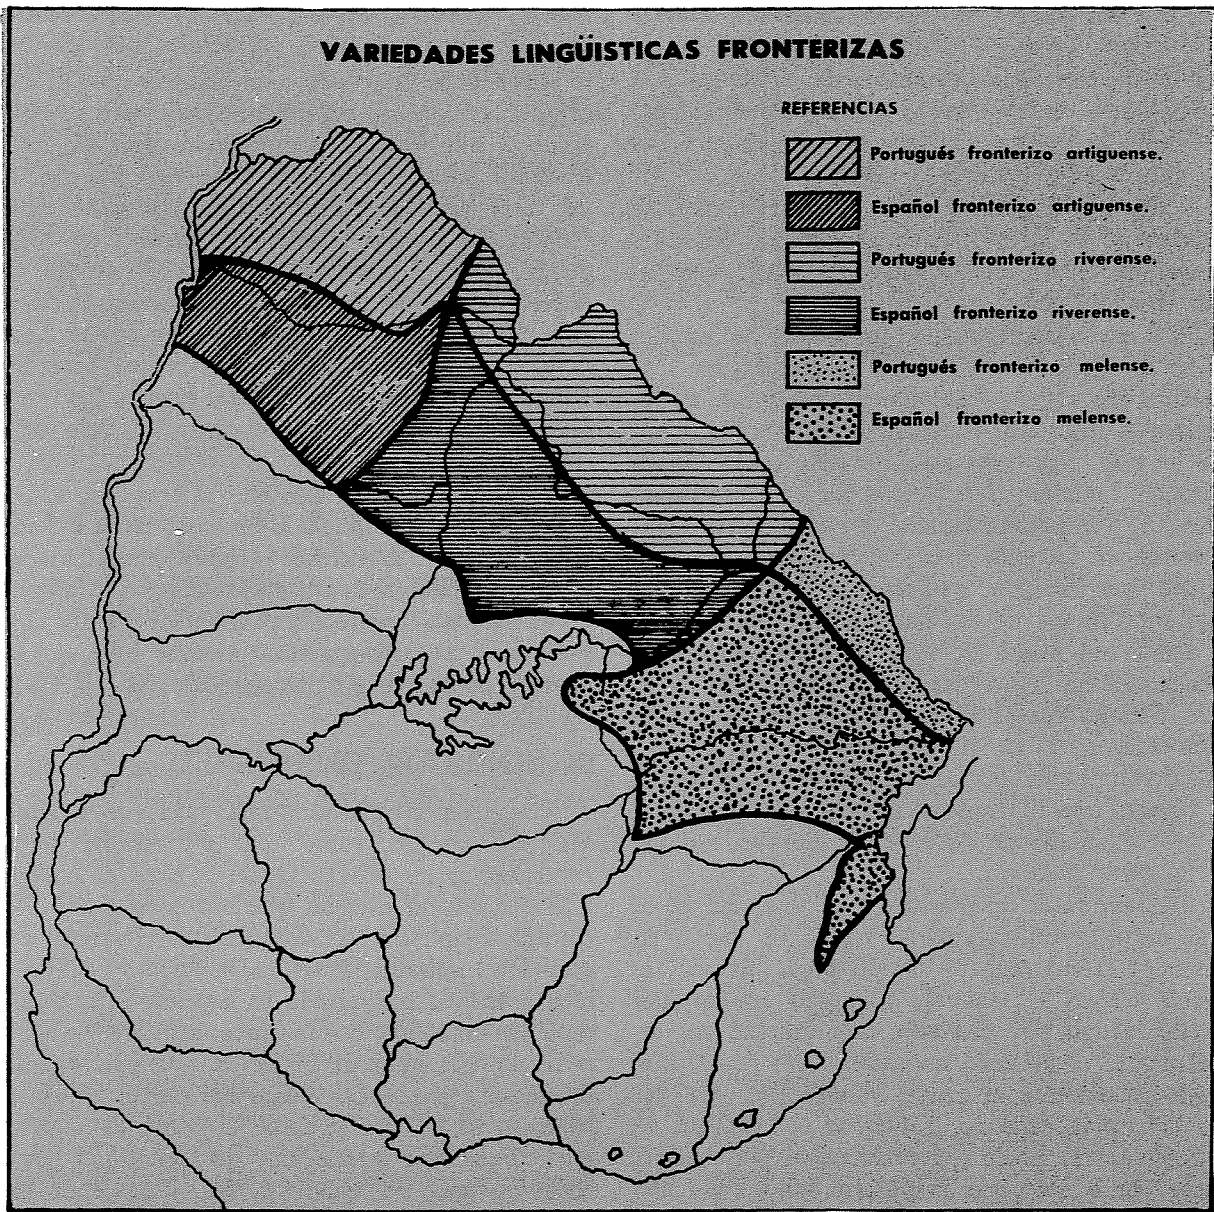 VARIEDADES LINGÜISTICAS FRONTERIZAS
REFERENCIAS
Portugués fronterizo artiguense.
Español fronterizo artiguense.
Portugués fronterizo riverense.
Español fronterizo riverense.
Portugués fronterizo melense.
Español fronterizo melense.